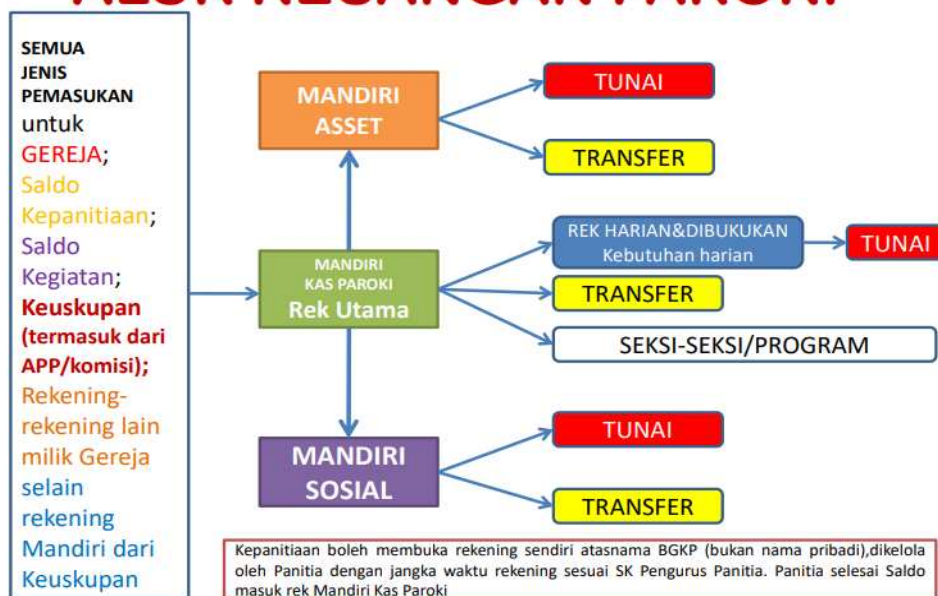 ALUR KEUANGAN PAROKI
SEMUA
JENIS
PEMASUKAN
untuk
GEREJA;
Saldo
Kepanitiaan;
Saldo
Kegiatan;
Keuskupan
(termasuk dari
APP/komisi);
Rekening-
rekening lain
milik Gereja
selain
rekening
Mandiri dari
Keuskupan
MANDIRI
ASSET
TUNAI
TRANSFER
MANDIRI
KAS PAROKI
Rek Utama
REK HARIAN&DIBUKUKAN
Kebutuhan harian
TUNAI
TRANSFER
SEKSI-SEKSI/PROGRAM
MANDIRI
SOSIAL
TUNAI
TRANSFER
Kepanitiaan boleh membuka rekening sendiri atasnama BGKP (bukan nama pribadi),dikelola
oleh Panitia dengan jangka waktu rekening sesuai SK Pengurus Panitia. Panitia selesai Saldo
masuk rek Mandiri Kas Paroki